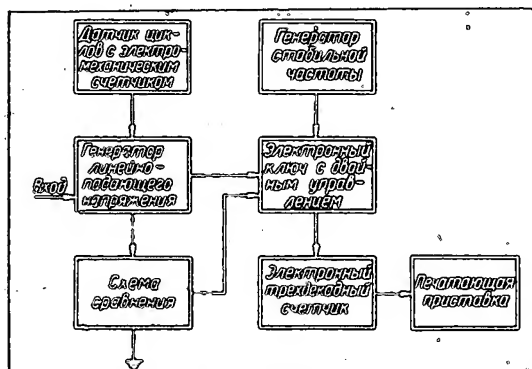 Датчик цик-
лов с электро-
механическим
счетчиком
Генератор
стабильной
частоты
Генератор
линейно-
падающего
напряжения
Вход
Электронный
ключ с двой-
ным управ-
лением
Схема
сравнения
Электронный
трехдекадный
счетчик
Печатающая
приставка